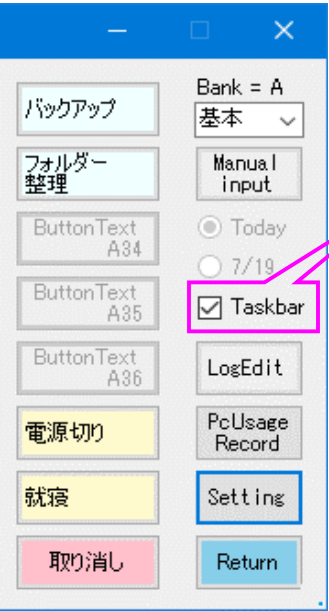 バックアップ
フォルダー
整理
ButtonText
A34
ButtonText
A35
ButtonText
A36
電源切り
就寝
取り消し
Bank = A
基本
Manual
input
Today
7/19
Taskbar
LogEdit
PcUsage
Record
Setting
Return